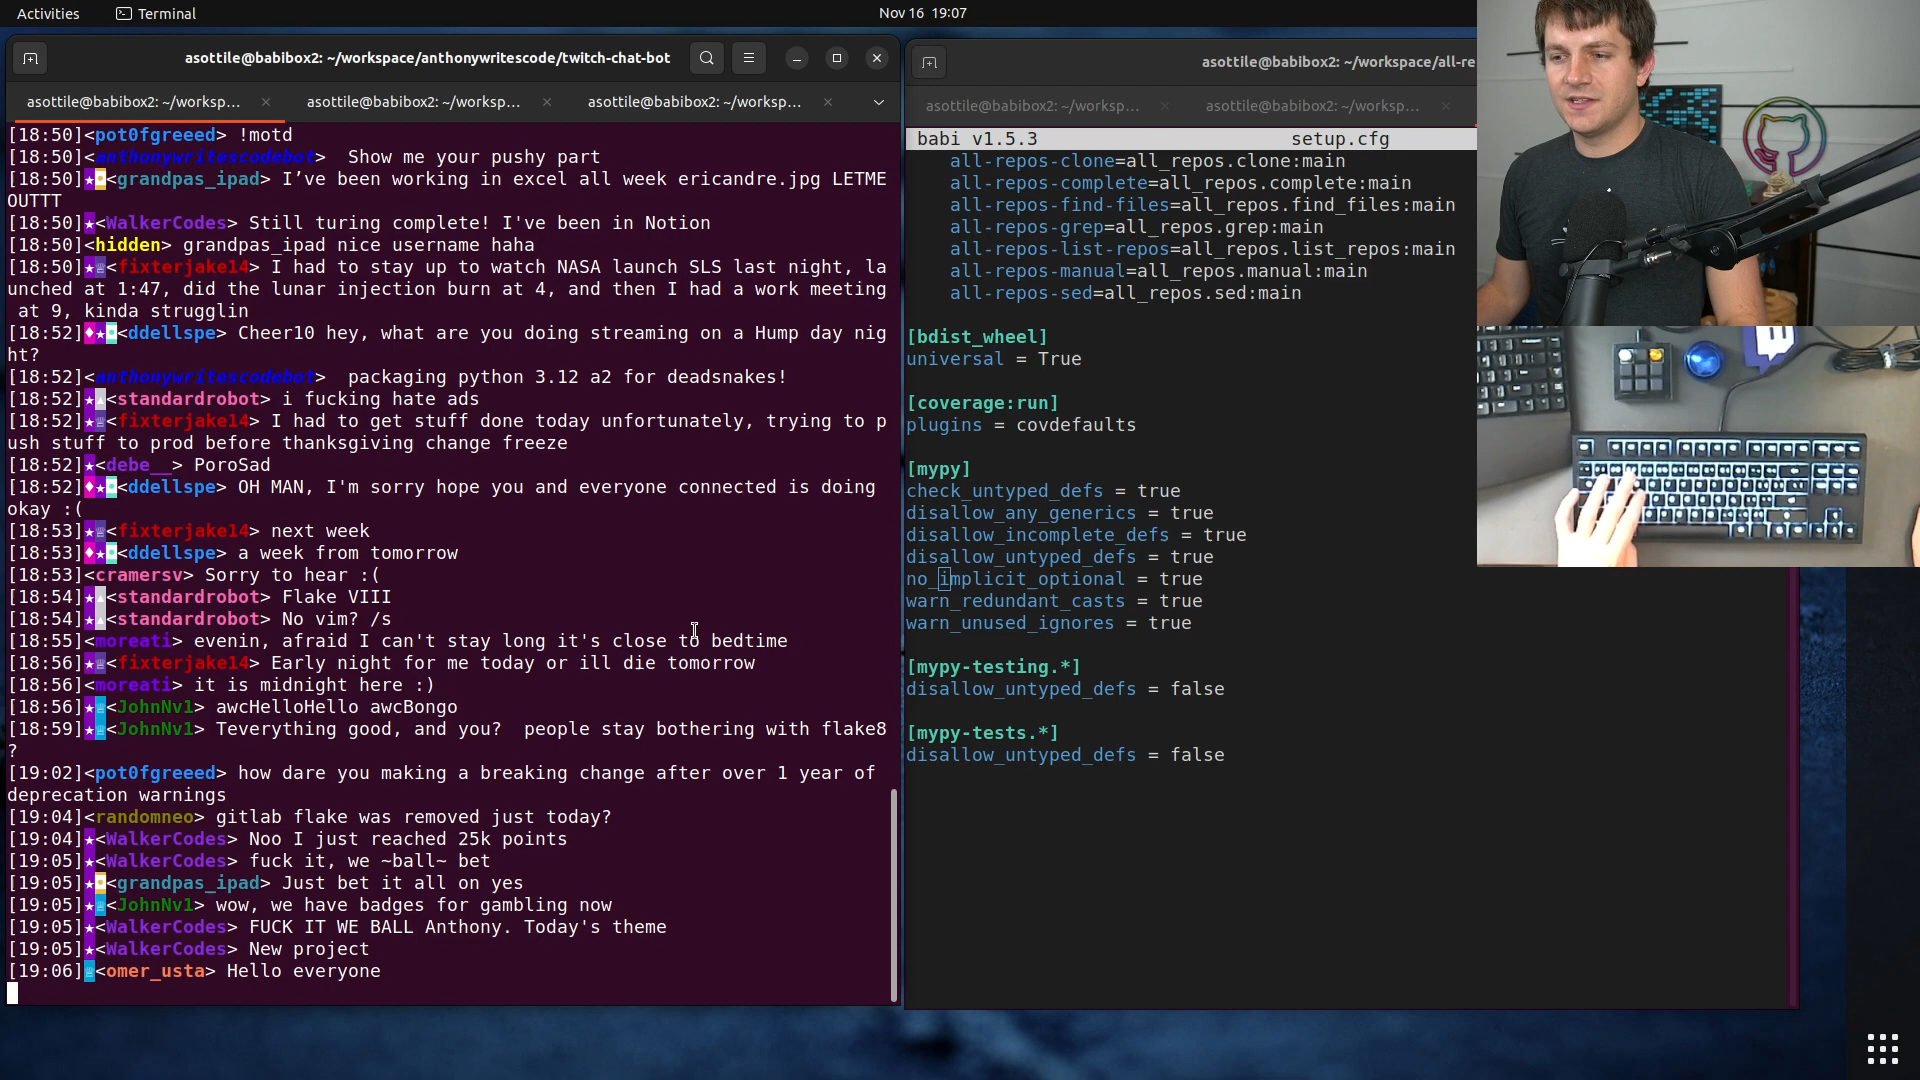 Activities
Terminal
Nov 16 19:07
asottile@babibox2: ~/workspace/anthonywritescode/twitch-chat-bot
asottile@babibox2: ~/worksp...
asottile@babibox2: ~/worksp...
asottile@babibox2: ~/worksp...
[18:50]<pot0fgreeed> !motd
[18:50]<anthonywritescodebot>  Show me your pushy part
[18:50]<grandpas_ipad> I’ve been working in excel all week ericandre.jpg LETME
OUTTT
[18:50]<WalkerCodes> Still turing complete! I've been in Notion
[18:50]<hidden> grandpas_ipad nice username haha
[18:50]<fixterjake14> I had to stay up to watch NASA launch SLS last night, la
unched at 1:47, did the lunar injection burn at 4, and then I had a work meeting
 at 9, kinda strugglin
[18:52]<ddellspe> Cheer10 hey, what are you doing streaming on a Hump day nig
ht?
[18:52]<anthonywritescodebot>  packaging python 3.12 a2 for deadsnakes!
[18:52]<standardrobot> i fucking hate ads
[18:52]<fixterjake14> I had to get stuff done today unfortunately, trying to p
ush stuff to prod before thanksgiving change freeze
[18:52]<debe__> PoroSad
[18:52]<ddellspe> OH MAN, I'm sorry hope you and everyone connected is doing
okay :(
[18:53]<fixterjake14> next week
[18:53]<ddellspe> a week from tomorrow
[18:53]<cramersv> Sorry to hear :(
[18:54]<standardrobot> Flake VIII
[18:54]<standardrobot> No vim? /s
[18:55]<moreati> evenin, afraid I can't stay long it's close to bedtime
[18:56]<fixterjake14> Early night for me today or ill die tomorrow
[18:56]<moreati> it is midnight here :)
[18:56]<JohnNv1> awcHelloHello awcBongo
[18:59]<JohnNv1> Teverything good, and you?  people stay bothering with flake8
?
[19:02]<pot0fgreeed> how dare you making a breaking change after over 1 year of
deprecation warnings
[19:04]<randomneo> gitlab flake was removed just today?
[19:04]<WalkerCodes> Noo I just reached 25k points
[19:05]<WalkerCodes> fuck it, we ~ball~ bet
[19:05]<grandpas_ipad> Just bet it all on yes
[19:05]<JohnNv1> wow, we have badges for gambling now
[19:05]<WalkerCodes> FUCK IT WE BALL Anthony. Today's theme
[19:05]<WalkerCodes> New project
[19:06]<omer_usta> Hello everyone
asottile@babibox2: ~/workspace/all-re
asottile@babibox2: ~/worksp...
asottile@babibox2: ~/worksp...
babi v1.5.3
setup.cfg
all-repos-clone=all_repos.clone:main
all-repos-complete=all_repos.complete:main
all-repos-find-files=all_repos.find_files:main
all-repos-grep=all_repos.grep:main
all-repos-list-repos=all_repos.list_repos:main
all-repos-manual=all_repos.manual:main
all-repos-sed=all_repos.sed:main
[bdist_wheel]
universal = True
[coverage:run]
plugins = covdefaults
[mypy]
check_untyped_defs = true
disallow_any_generics = true
disallow_incomplete_defs = true
disallow_untyped_defs = true
no_implicit_optional = true
warn_redundant_casts = true
warn_unused_ignores = true
[mypy-testing.*]
disallow_untyped_defs = false
[mypy-tests.*]
disallow_untyped_defs = false